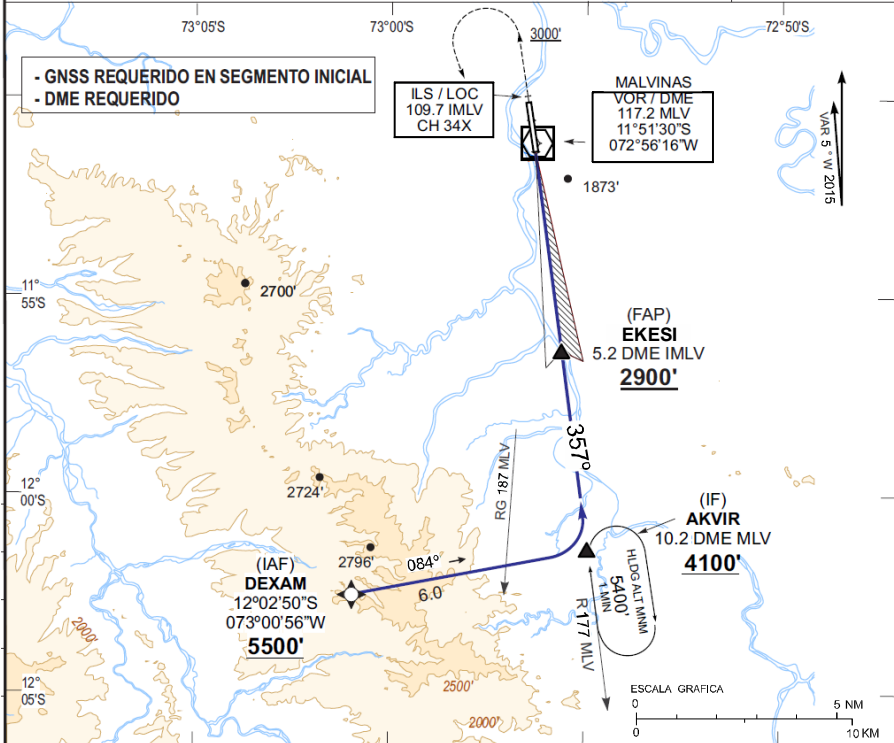 73°05'S
73°00'S
72°50'S
- GNSS REQUERIDO EN SEGMENTO INICIAL
- DME REQUERIDO
3000'
ILS / LOC
109.7 IMLV
CH 34X
MALVINAS
VOR / DME
117.2 MLV
11°51'30"S
072°56'16"W
VAR 5 ° W 2015
1873'
11°
55'S
2700'
(FAP)
EKESI
5.2 DME IMLV
2900'
357º
RG 187 MLV
2724'
12°
00'S
(IF)
AKVIR
10.2 DME MLV
4100'
2796'
084º
6.0
(IAF)
DEXAM
12º02'50"S
073º00'56"W
5500'
HLDG ALT MNM
5400'
1 MIN
R 177 MLV
2000'
2500'
2000'
12°
05'S
ESCALA GRAFICA
0
5 NM
0
10 KM